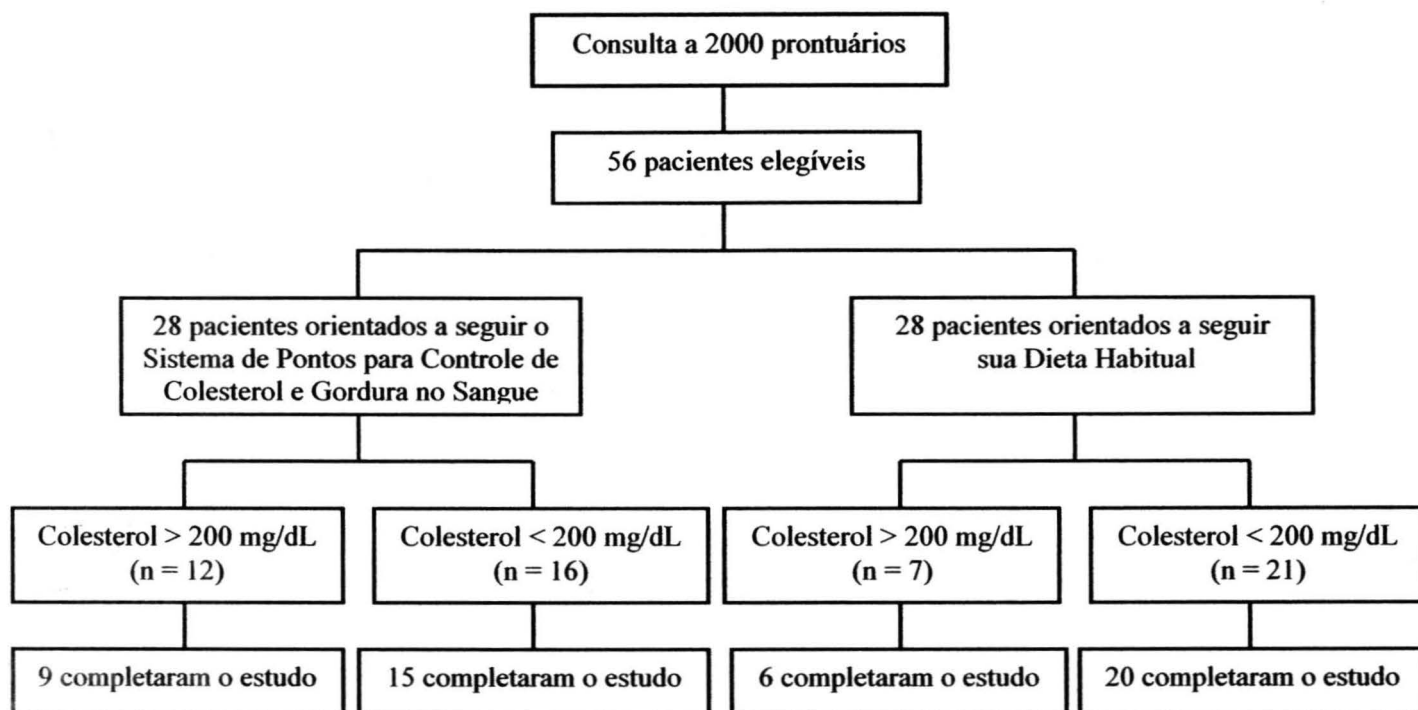 Consulta a 2000 prontuários
56 pacientes elegíveis
28 pacientes orientados a seguir o
Sistema de Pontos para Controle de
Colesterol e Gordura no Sangue
28 pacientes orientados a seguir
sua Dieta Habitual
Colesterol > 200 mg/dL
(n = 12)
Colesterol < 200 mg/dL
(n = 16)
Colesterol > 200 mg/dL
(n = 7)
Colesterol < 200 mg/dL
(n = 21)
9 completaram o estudo
15 completaram o estudo
6 completaram o estudo
20 completaram o estudo